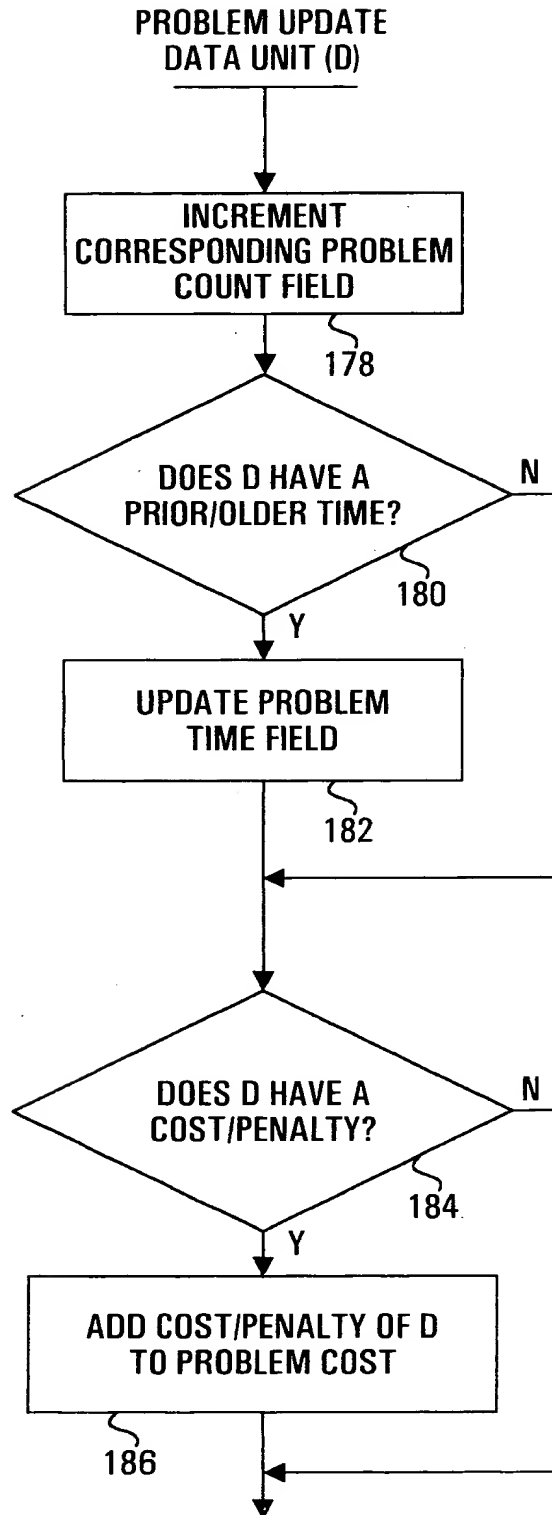 PROBLEM UPDATE
DATA UNIT (D)
INCREMENT
CORRESPONDING PROBLEM
COUNT FIELD
178
DOES D HAVE A
PRIOR/OLDER TIME?
N
180
Y
UPDATE PROBLEM
TIME FIELD
182
DOES D HAVE A
COST/PENALTY?
N
184
Y
ADD COST/PENALTY OF D
TO PROBLEM COST
186